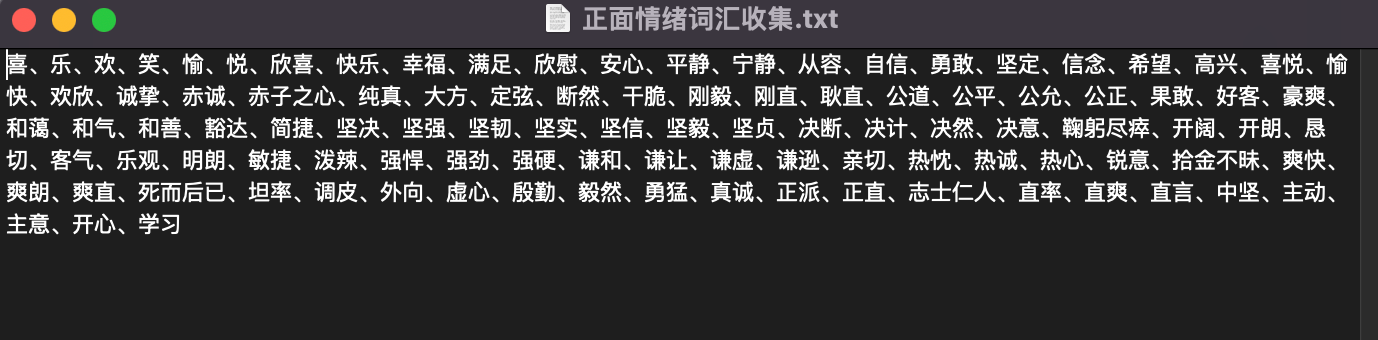 正面情绪词汇收集.txt
喜、乐、欢、笑、愉、悦、欣喜、快乐、幸福、满足、欣慰、安心、平静、宁静、从容、自信、勇敢、坚定、信念、希望、高兴、喜悦、愉
快、欢欣、诚挚、赤诚、赤子之心、纯真、大方、定弦、断然、干脆、刚毅、刚直、耿直、公道、公平、公允、公正、果敢、好客、豪爽、
和蔼、和气、和善、豁达、简捷、坚决、坚强、坚韧、坚实、坚信、坚毅、坚贞、决断、决计、决然、决意、鞠躬尽瘁、开阔、开朗、恳
切、客气、乐观、明朗、敏捷、泼辣、强悍、强劲、强硬、谦和、谦让、谦虚、谦逊、亲切、热忱、热诚、热心、锐意、拾金不昧、爽快、
爽朗、爽直、死而后已、坦率、调皮、外向、虚心、殷勤、毅然、勇猛、真诚、正派、正直、志士仁人、直率、直爽、直言、中坚、主动、
主意、开心、学习